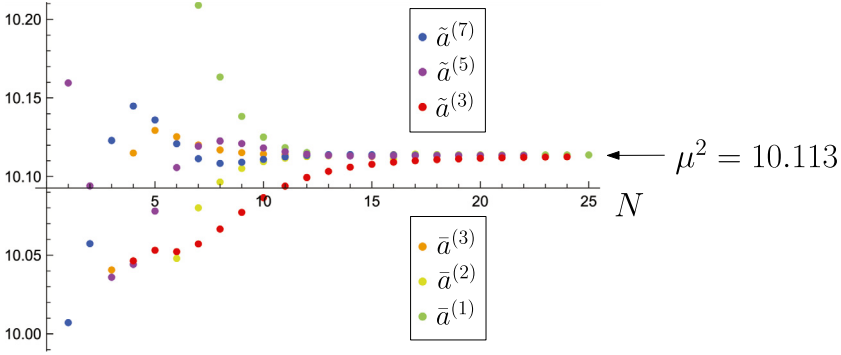 10.20
10.15
10.10
10.05
10.00
5
10
15
20
25
N
ã⁽⁷⁾
ã⁽⁵⁾
ã⁽³⁾
ā⁽³⁾
ā⁽²⁾
ā⁽¹⁾
μ² = 10.113